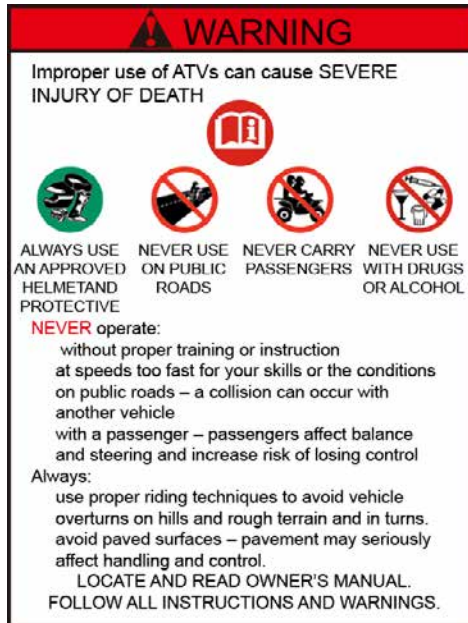 WARNING
Improper use of ATVs can cause SEVERE
INJURY OF DEATH
ALWAYS USE
AN APPROVED
HELMETAND
PROTECTIVE
NEVER USE
ON PUBLIC
ROADS
NEVER CARRY
PASSENGERS
NEVER USE
WITH DRUGS
OR ALCOHOL
NEVER operate:
without proper training or instruction
at speeds too fast for your skills or the conditions
on public roads – a collision can occur with
another vehicle
with a passenger – passengers affect balance
and steering and increase risk of losing control
Always:
use proper riding techniques to avoid vehicle
overturns on hills and rough terrain and in turns.
avoid paved surfaces – pavement may seriously
affect handling and control.
LOCATE AND READ OWNER'S MANUAL.
FOLLOW ALL INSTRUCTIONS AND WARNINGS.